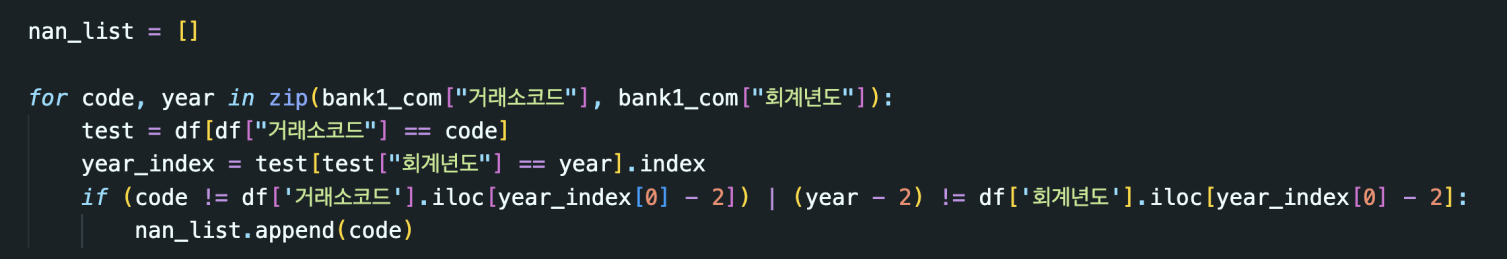 nan_list = []
for code, year in zip(bank1_com["거래소코드"], bank1_com["회계년도"]):
    test = df[df["거래소코드"] == code]
    year_index = test[test["회계년도"] == year].index
    if (code != df['거래소코드'].iloc[year_index[0] - 2]) | (year - 2) != df['회계년도'].iloc[year_index[0] - 2]:
        nan_list.append(code)